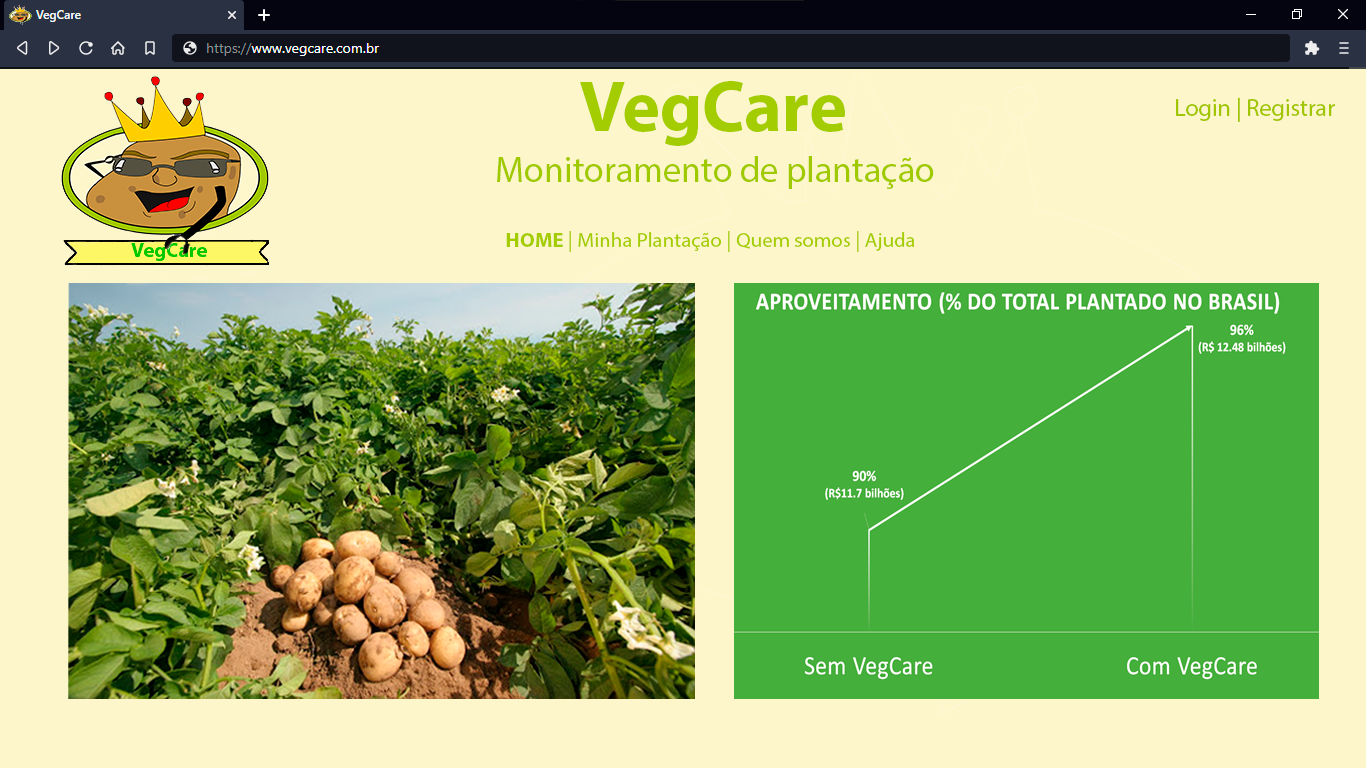 VegCare
https://www.vegcare.com.br
VegCare
Login | Registrar
Monitoramento de plantação
HOME | Minha Plantação | Quem somos | Ajuda
VegCare
APROVEITAMENTO (% DO TOTAL PLANTADO NO BRASIL)
96%
(R$ 12.48 bilhões)
90%
(R$11.7 bilhões)
Sem VegCare
Com VegCare